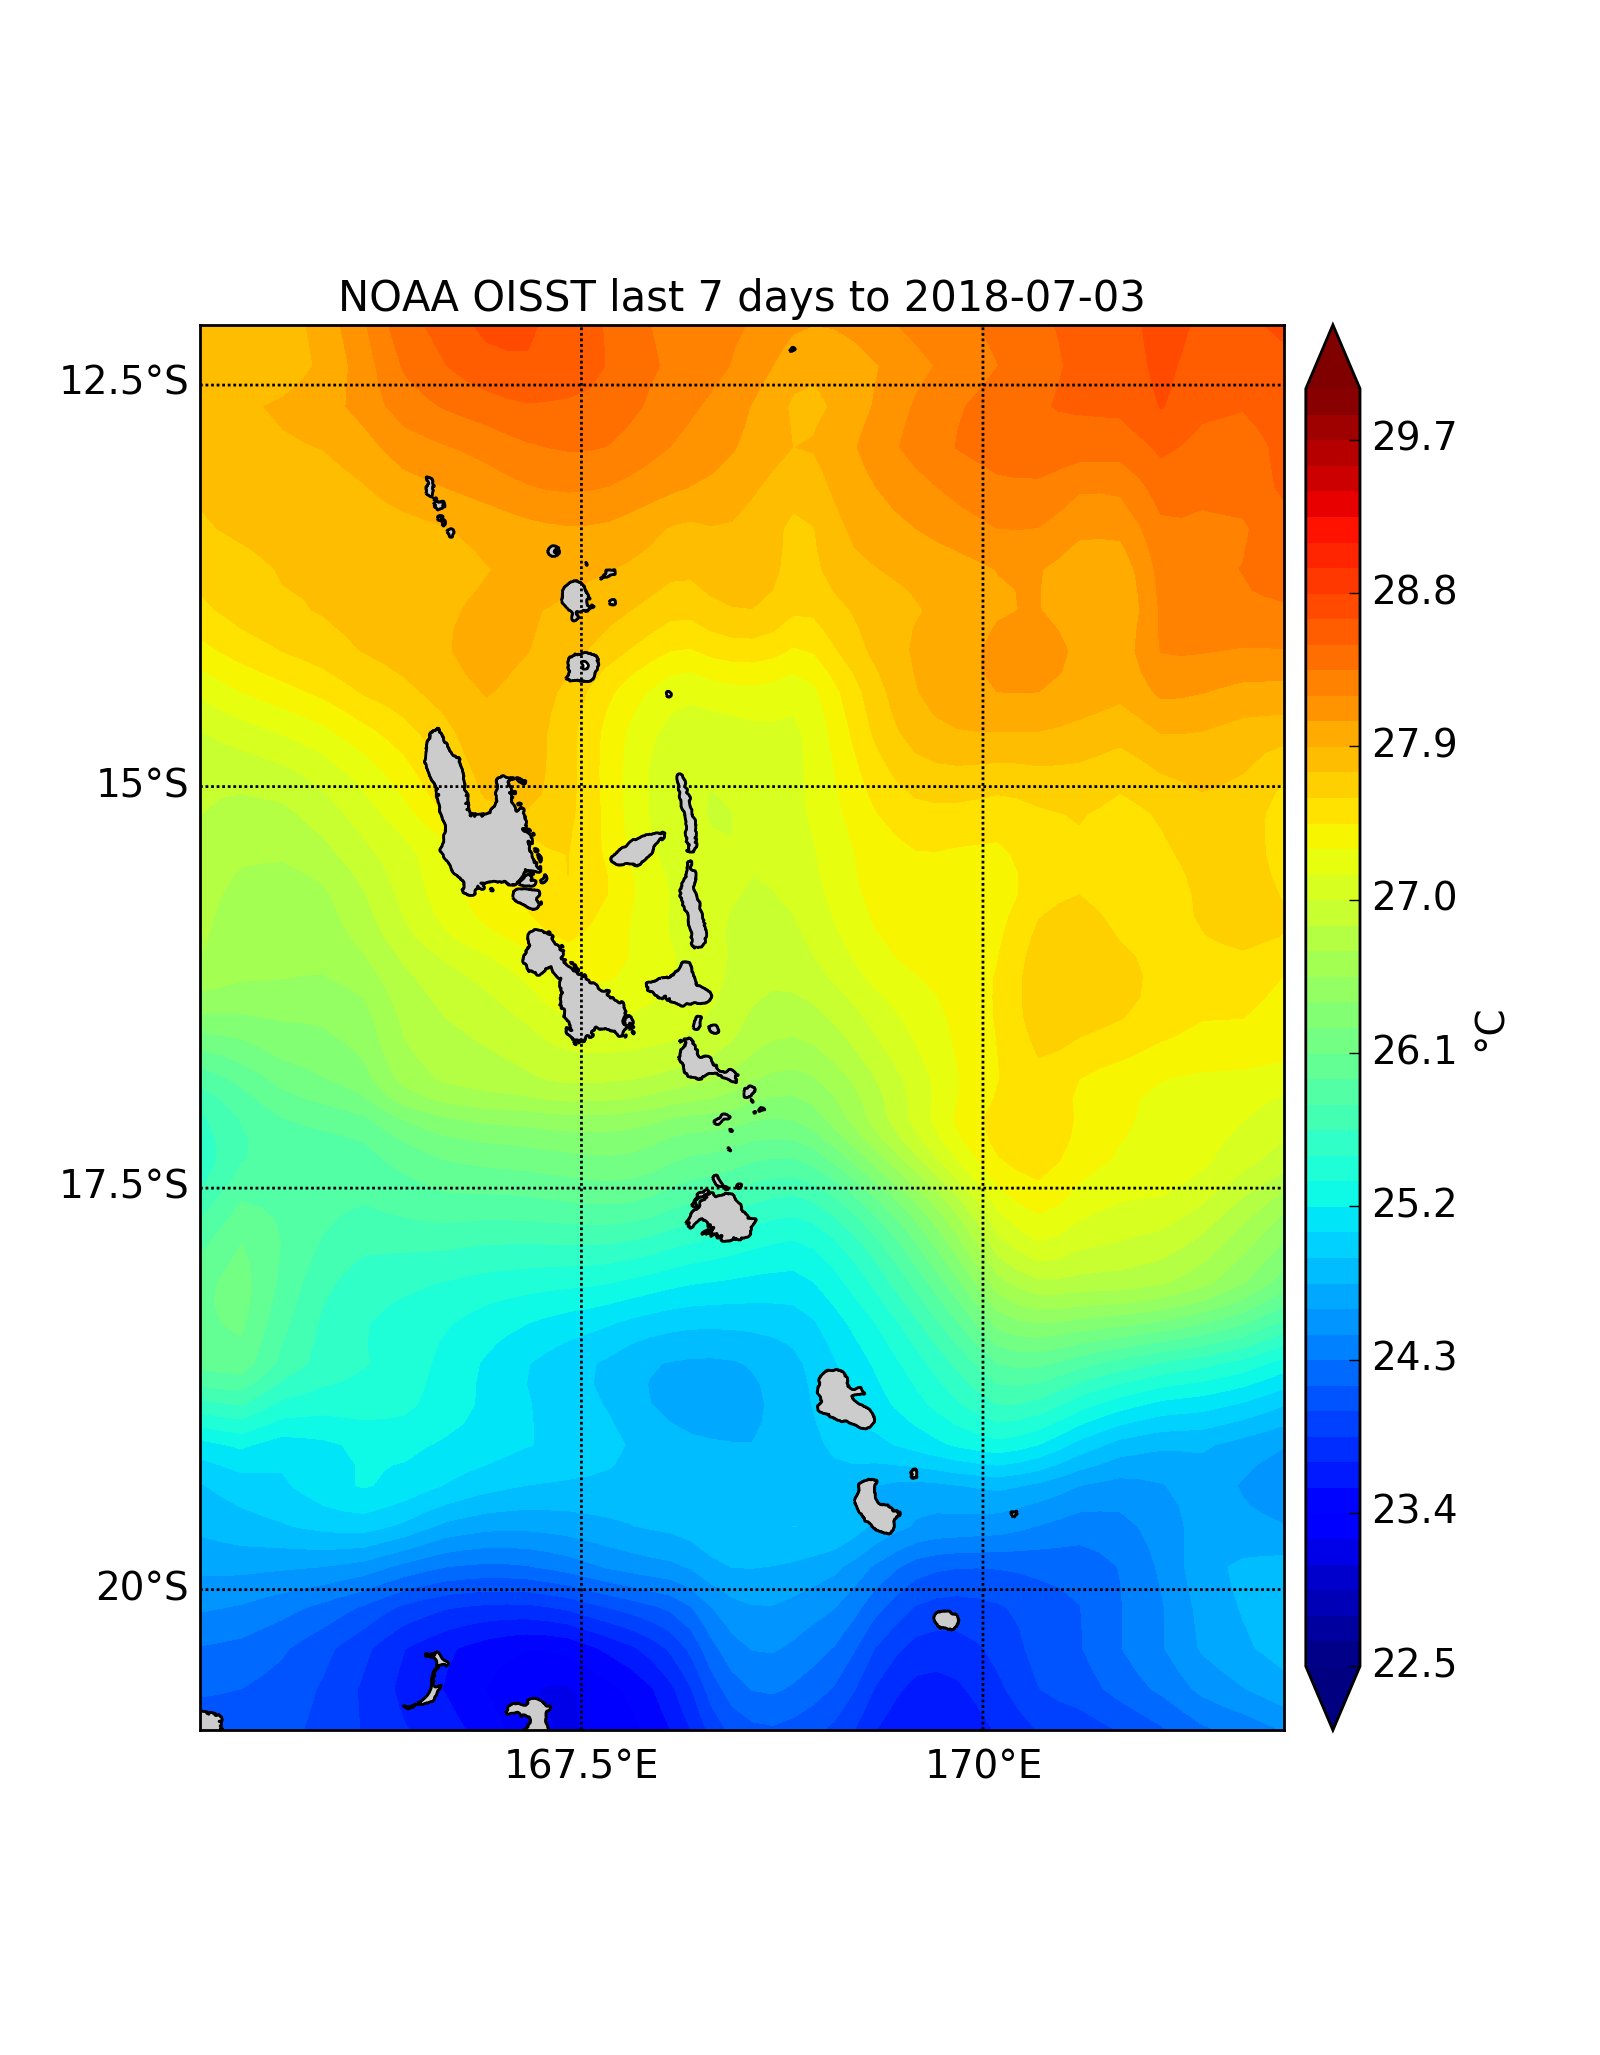 NOAA OISST last 7 days to 2018-07-03
12.5°S
15°S
17.5°S
20°S
167.5°E
170°E
29.7
28.8
27.9
27.0
26.1
25.2
24.3
23.4
22.5
°C